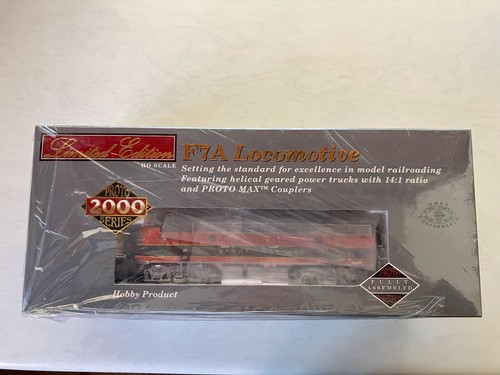 Limited Edition
HO SCALE
F7A Locomotive
Setting the standard for excellence in model railroading
Featuring helical geared power trucks with 14:1 ratio
and PROTO MAX™ Couplers
PROTO
2000
SERIES
Hobby Product
FULLY
ASSEMBLED